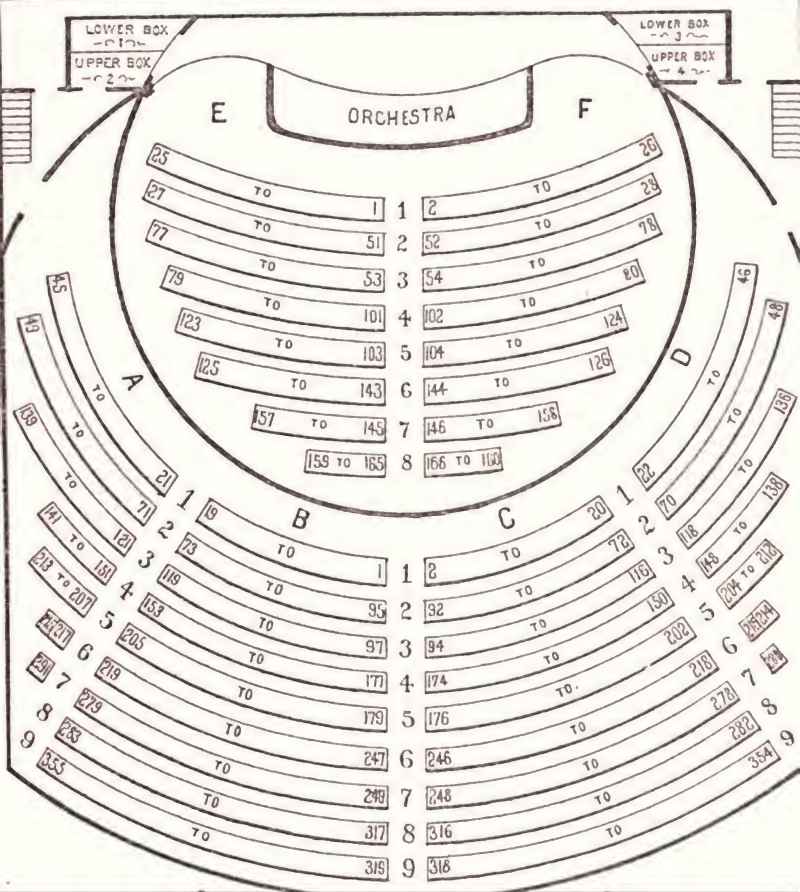 LOWER BOX
1
UPPER BOX
2
LOWER BOX
3
UPPER BOX
4
E
ORCHESTRA
F
25 TO 1 1 2 TO 26
27 TO 51 2 52 TO 28
77 TO 53 3 54 TO 78
79 TO 101 4 102 TO 80
123 TO 103 5 104 TO 124
125 TO 143 6 144 TO 126
157 TO 145 7 146 TO 158
159 TO 165 8 166 TO 160
A
45 TO 21 1
49 TO 71 2
139 TO 121 3
141 TO 151 4
213 TO 207 5
217 6
7
8
9
D
46 TO 22 1
48 TO 70 2
136 TO 118 3
138 TO 148 4
204 TO 212 5
214 6
7
8
9
B
C
19 TO 1 1 2 TO 20
73 TO 95 2 92 TO 72
119 TO 97 3 94 TO 116
153 TO 177 4 174 TO 150
205 TO 179 5 176 TO 202
219 TO 247 6 246 TO 218
279 TO 249 7 248 TO 278
283 TO 317 8 316 TO 282
355 TO 319 9 318 TO 354